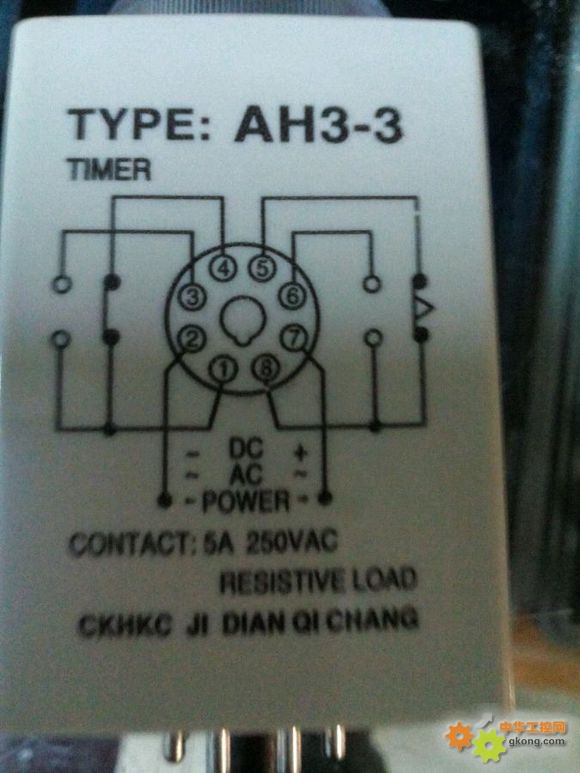 TYPE: AH3-3
TIMER
4 5
3 6
2 7
1 8
- DC +
~ AC ~
- POWER -
CONTACT: 5A 250VAC
RESISTIVE LOAD
CKHKC JI DIAN QI CHANG
中华工控网
gkong.com